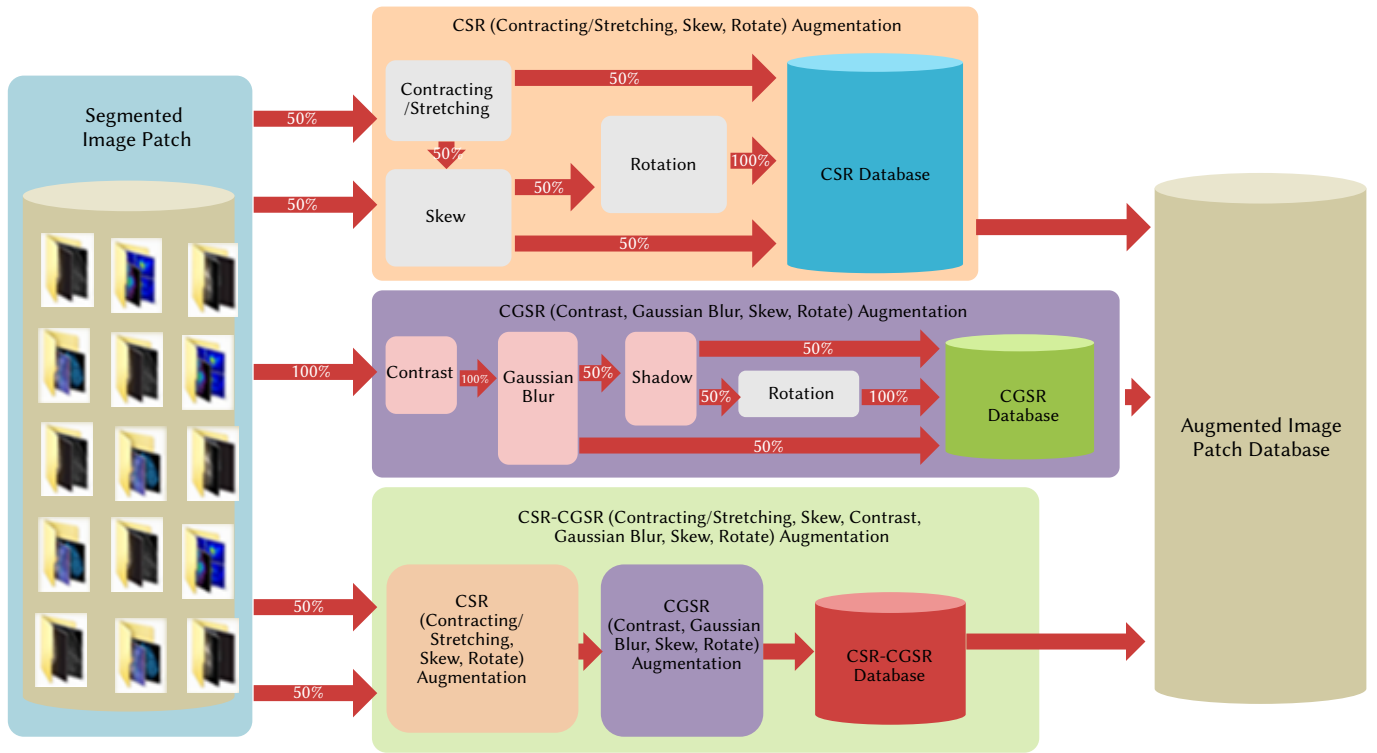 Segmented
Image Patch
50%
50%
100%
50%
50%
CSR (Contracting/Stretching, Skew, Rotate) Augmentation
Contracting
/Stretching
50%
50%
Skew
50%
Rotation
100%
50%
CSR Database
CGSR (Contrast, Gaussian Blur, Skew, Rotate) Augmentation
Contrast
100%
Gaussian
Blur
50%
Shadow
50%
50%
Rotation
100%
50%
CGSR
Database
CSR-CGSR (Contracting/Stretching, Skew, Contrast,
Gaussian Blur, Skew, Rotate) Augmentation
CSR
(Contracting/
Stretching,
Skew, Rotate)
Augmentation
CGSR
(Contrast, Gaussian
Blur, Skew, Rotate)
Augmentation
CSR-CGSR
Database
Augmented Image
Patch Database